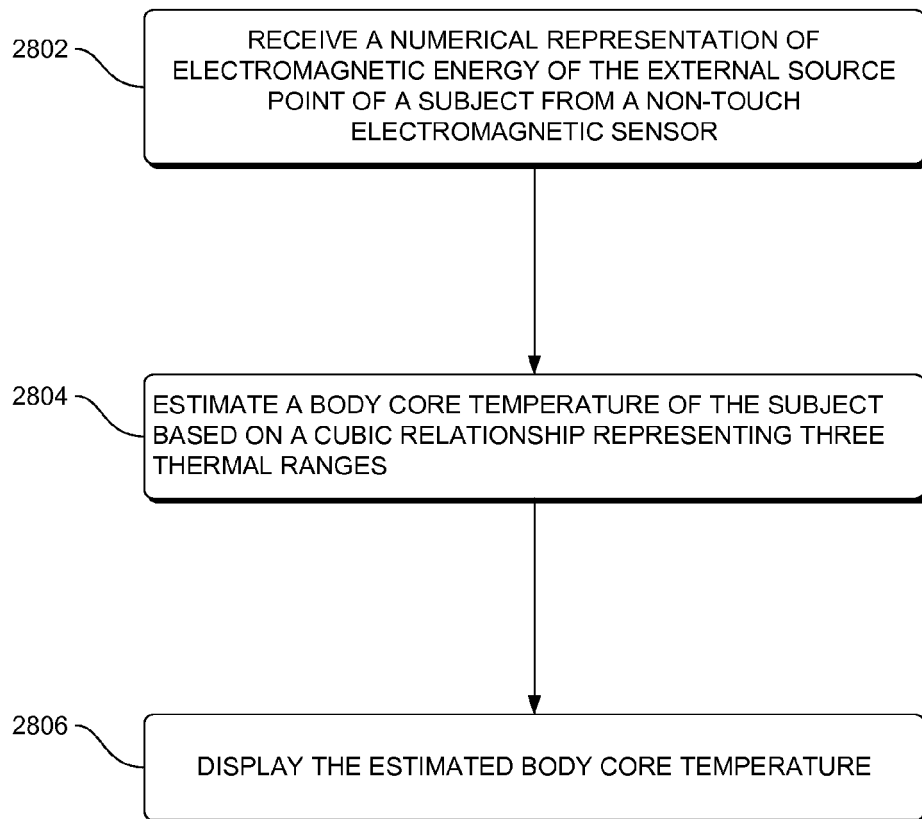 2802
RECEIVE A NUMERICAL REPRESENTATION OF
ELECTROMAGNETIC ENERGY OF THE EXTERNAL SOURCE
POINT OF A SUBJECT FROM A NON-TOUCH
ELECTROMAGNETIC SENSOR
2804
ESTIMATE A BODY CORE TEMPERATURE OF THE SUBJECT
BASED ON A CUBIC RELATIONSHIP REPRESENTING THREE
THERMAL RANGES
2806
DISPLAY THE ESTIMATED BODY CORE TEMPERATURE